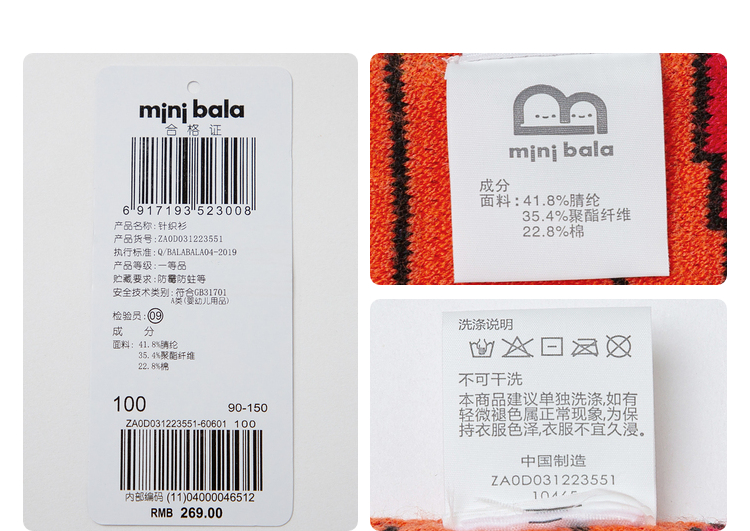 mini bala
合格证
6 917193 523008
产品名称: 针织衫
产品货号: ZA0D031223551
执行标准: Q/BALABALA04-2019
产品等级: 一等品
贮藏要求: 防霉防蛀等
安全技术类别: 符合GB31701
A类(婴幼儿用品)
检验员: 09
成 分
面料: 41.8%腈纶
35.4%聚酯纤维
22.8%棉
100 90-150
ZA0D031223551-60601 100
内部编码 (11)04000046512
RMB 269.00
mini bala
成分
面料: 41.8%腈纶
35.4%聚酯纤维
22.8%棉
洗涤说明
不可干洗
本商品建议单独洗涤,如有
轻微褪色属正常现象,为保
持衣服色泽,衣服不宜久浸。
中国制造
ZA0D031223551